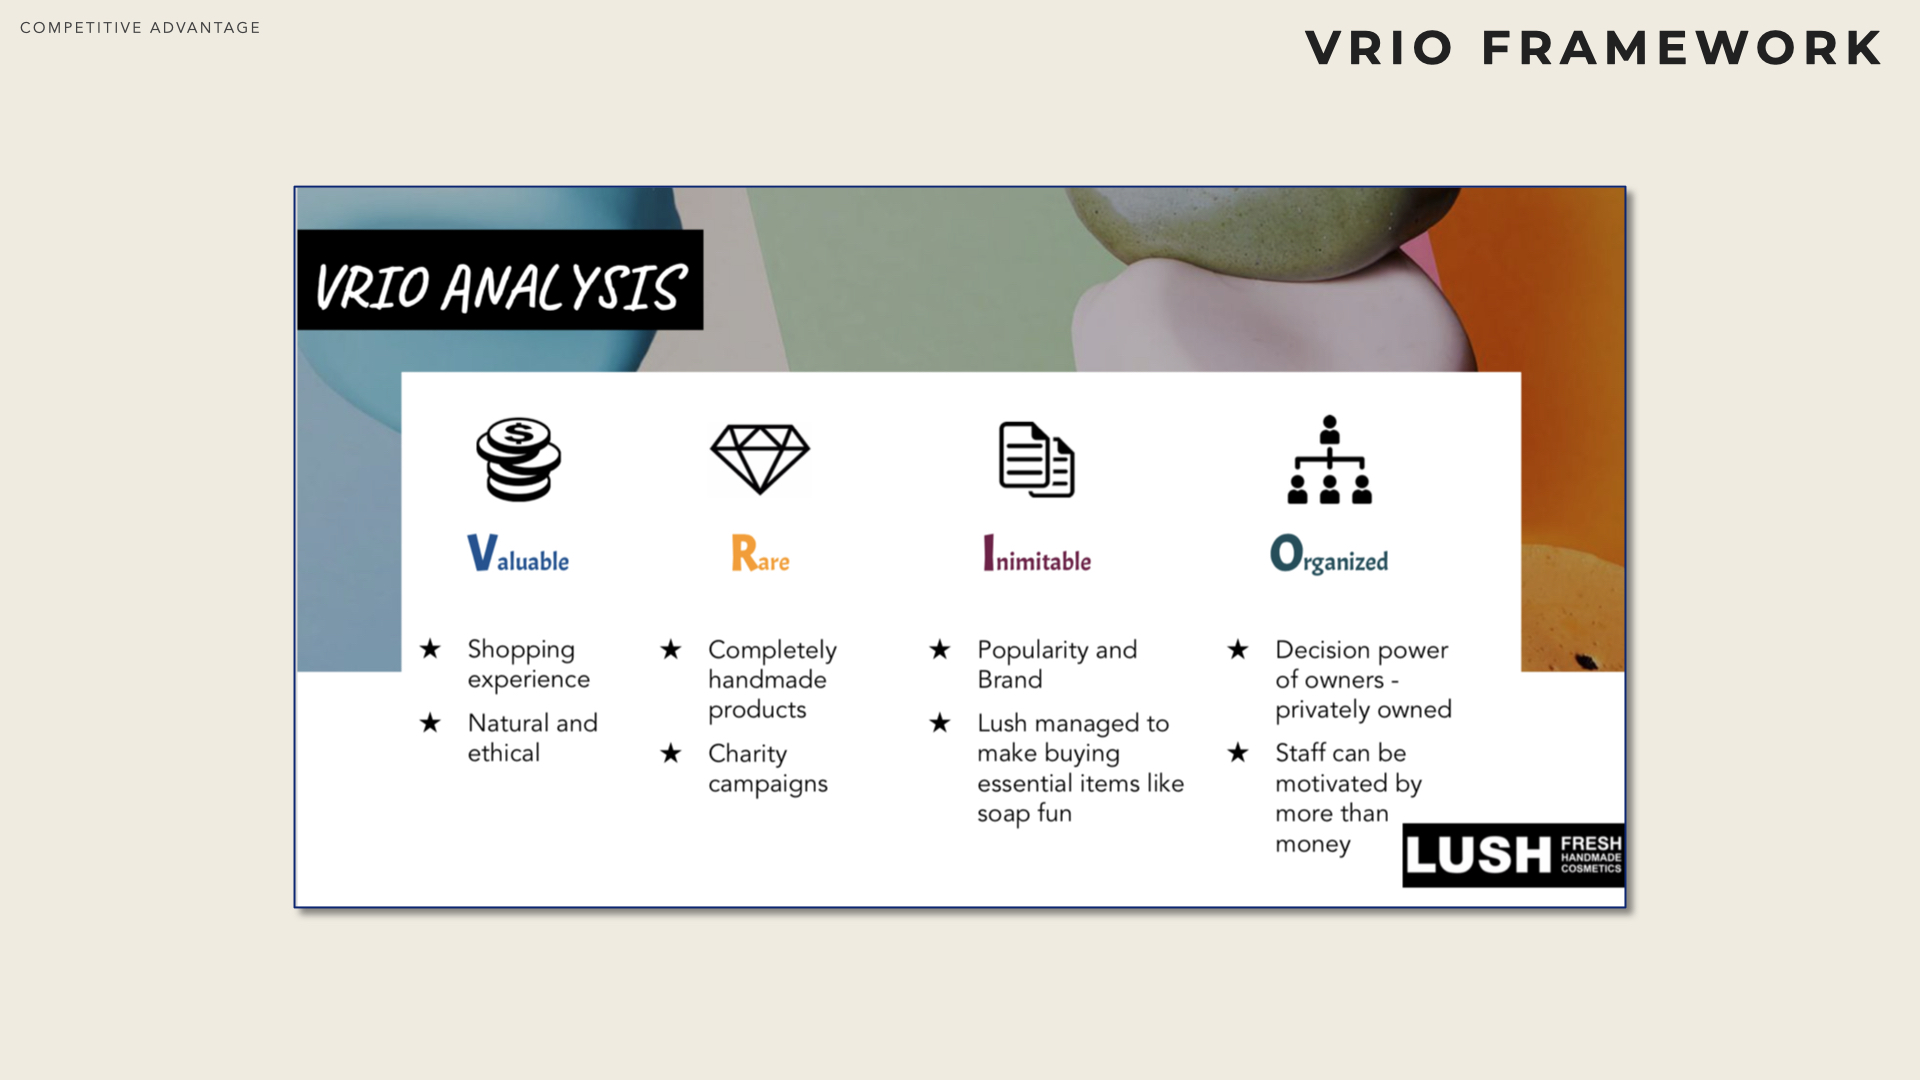 COMPETITIVE ADVANTAGE
VRIO FRAMEWORK
VRIO ANALYSIS
$
Valuable
Rare
Inimitable
Organized
★ Shopping
experience
★ Natural and
ethical
★ Completely
handmade
products
★ Charity
campaigns
★ Popularity and
Brand
★ Lush managed to
make buying
essential items like
soap fun
★ Decision power
of owners -
privately owned
★ Staff can be
motivated by
more than
money
LUSH
FRESH
HANDMADE
COSMETICS